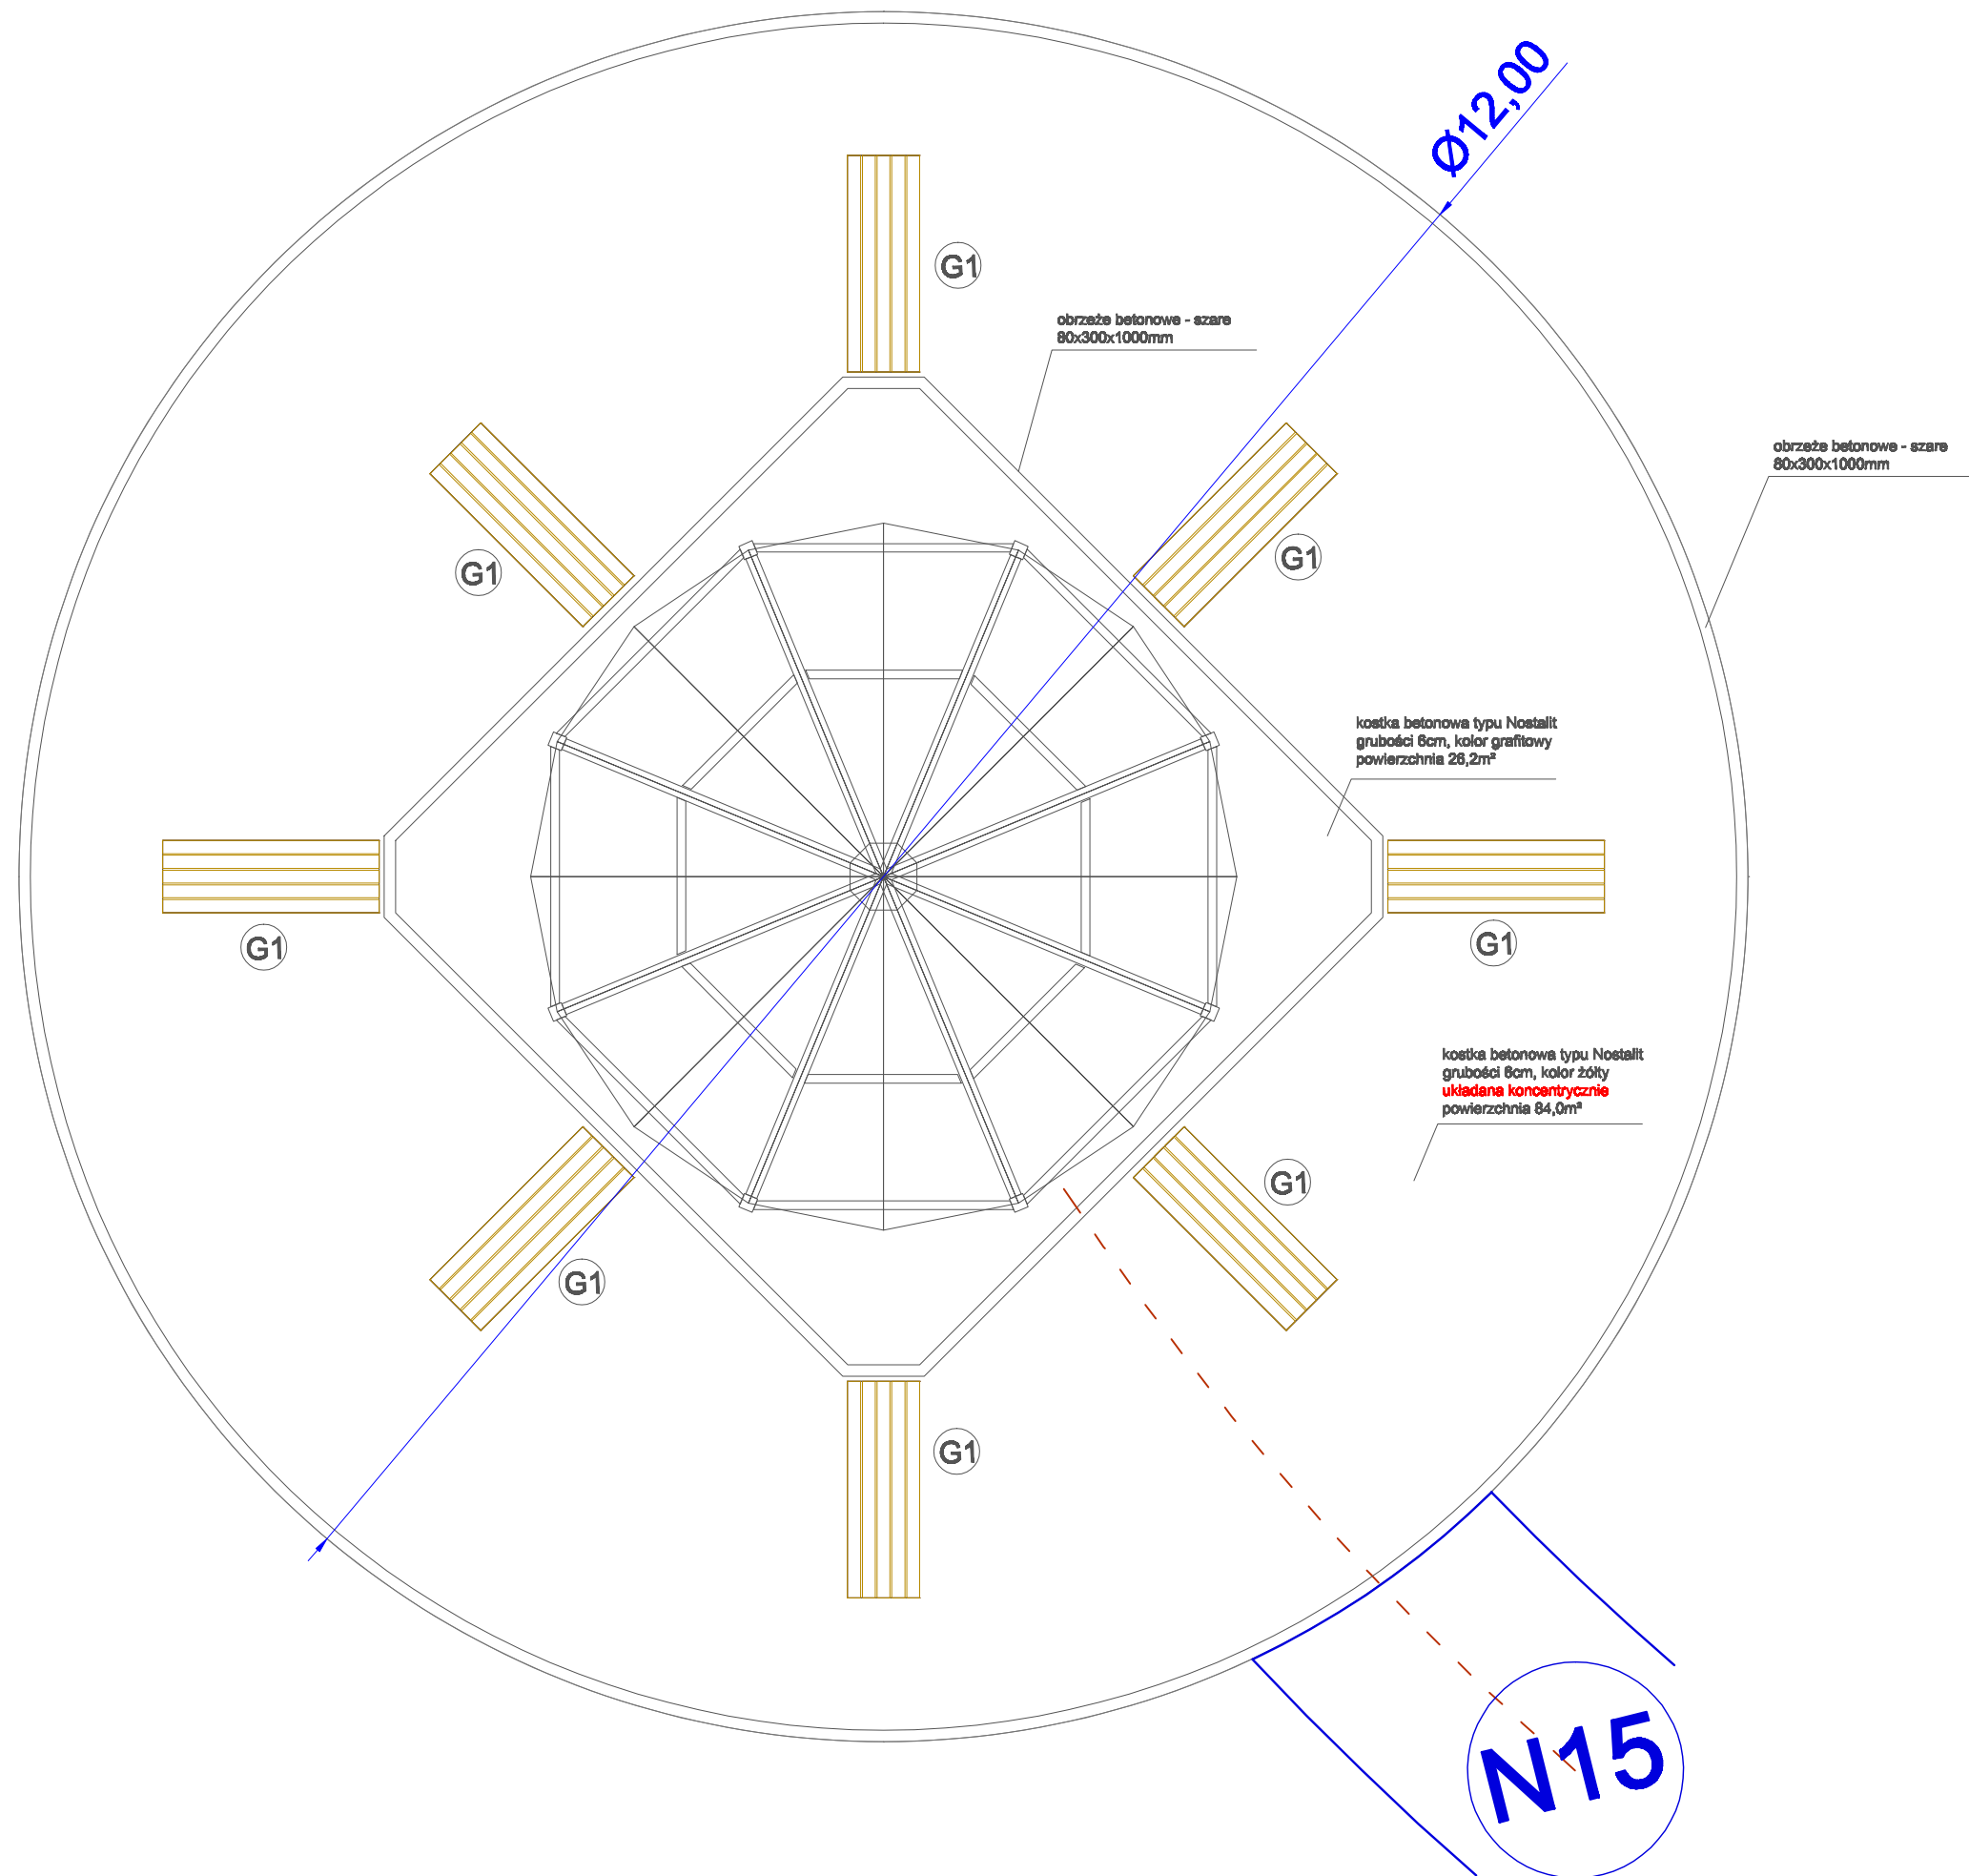 Ø12,00
G1
obrzeże betonowe - szare
80x300x1000mm
obrzeże betonowe - szare
80x300x1000mm
G1
G1
kostka betonowa typu Nostalit
grubości 6cm, kolor grafitowy
powierzchnia 26,2m²
G1
G1
kostka betonowa typu Nostalit
grubości 6cm, kolor żółty
układana koncentrycznie
powierzchnia 84,0m²
G1
G1
G1
N15